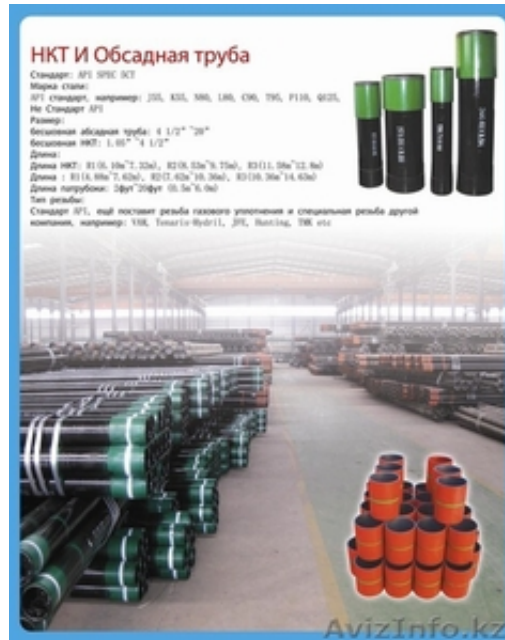 НКТ И Обсадная труба
Стандарт: API SPEC 5CT
Марка стали:
API стандарт, например: J55, K55, N80, L80, C90, T95, P110, Q125,
Не Стандарт API
Размер:
бесшовная абсадная труба: 4 1/2" ~20"
бесшовная НКТ: 1.05" ~4 1/2"
Длина:
Длина НКТ: R1(6.10m~7.32m), R2(8.53m~9.75m), R3(11.58m~12.8m)
Длина : R1(4.88m~7.62m), R2(7.62m~10.36m), R3(10.36m~14.63m)
Длина патрубоки: 2фут~20фут (0.5m~6.0m)
Тип резьбы:
Стандарт API, ещё поставит резьба газового уплотнения и специальная резьба другой
компания, например: VAM, Tenaris-Hydril, JFE, Hunting, TMK etc
AvizInfo.kz